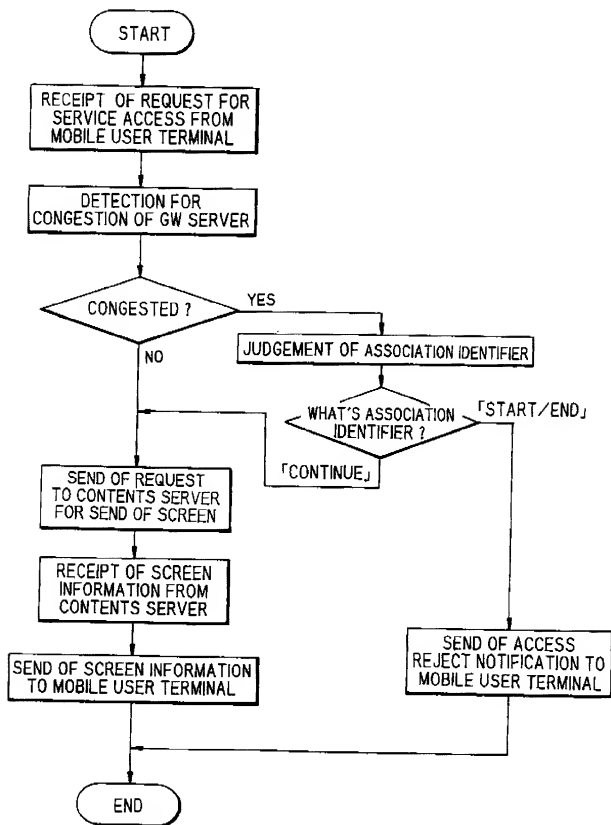 START
RECEIPT OF REQUEST FOR
SERVICE ACCESS FROM
MOBILE USER TERMINAL
DETECTION FOR
CONGESTION OF GW SERVER
CONGESTED ?
YES
NO
JUDGEMENT OF ASSOCIATION IDENTIFIER
WHAT'S ASSOCIATION
IDENTIFIER ?
「START/END」
「CONTINUE」
SEND OF REQUEST
TO CONTENTS SERVER
FOR SEND OF SCREEN
RECEIPT OF SCREEN
INFORMATION FROM
CONTENTS SERVER
SEND OF SCREEN INFORMATION
TO MOBILE USER TERMINAL
SEND OF ACCESS
REJECT NOTIFICATION TO
MOBILE USER TERMINAL
END